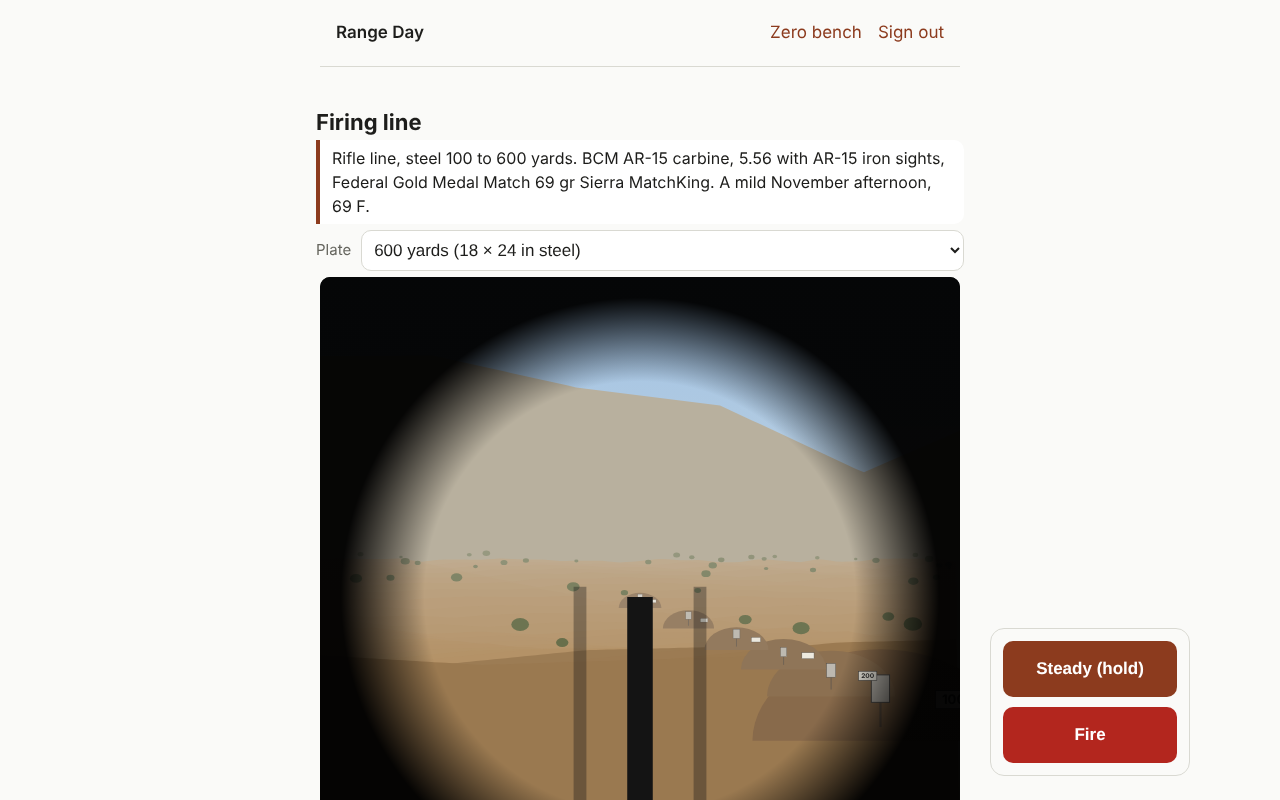 Range Day
Zero bench Sign out
Firing line
Rifle line, steel 100 to 600 yards. BCM AR-15 carbine, 5.56 with AR-15 iron sights,
Federal Gold Medal Match 69 gr Sierra MatchKing. A mild November afternoon,
69 F.
Plate 600 yards (18 × 24 in steel)
200
Steady (hold)
Fire